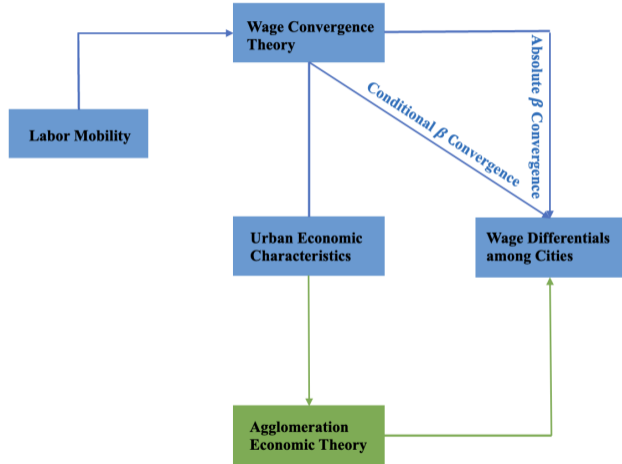 Wage Convergence
Theory
Labor Mobility
Conditional β Convergence
Absolute β Convergence
Urban Economic
Characteristics
Wage Differentials
among Cities
Agglomeration
Economic Theory